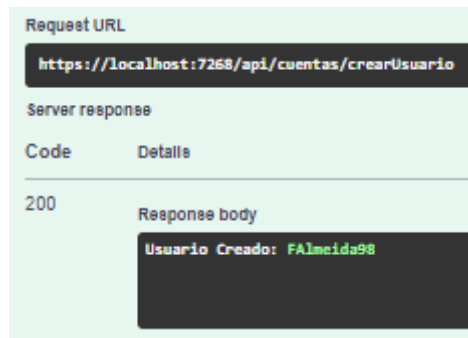 Request URL
https://localhost:7268/api/cuentas/crearUsuario
Server response
Code Details
200
Response body
Usuario Creado: FAlmeida98